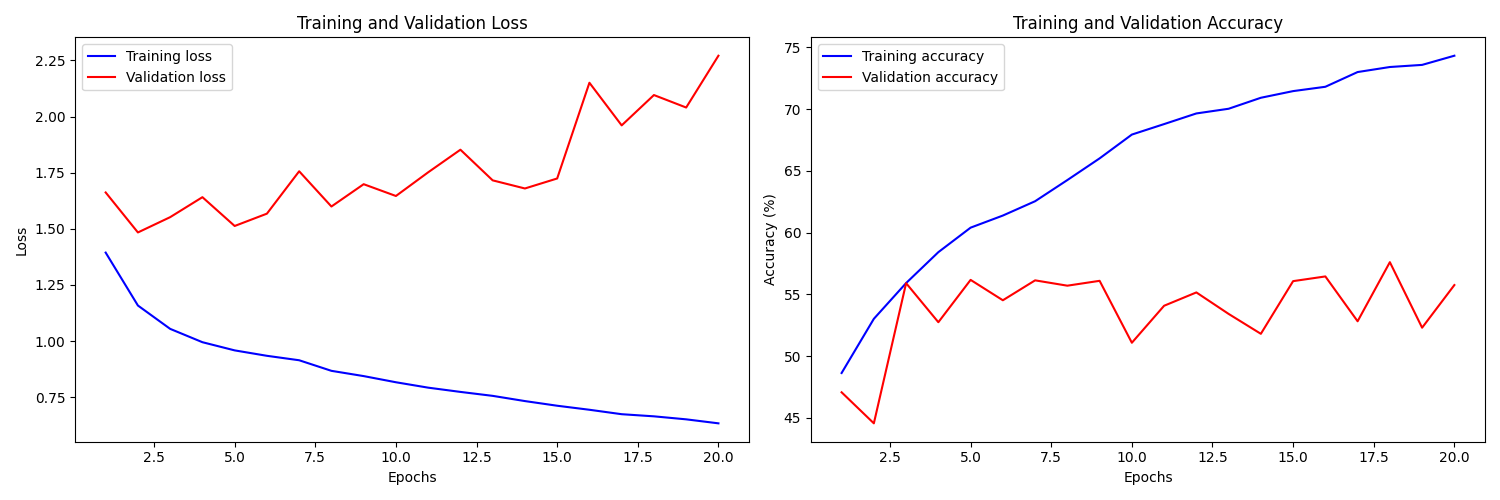 Training and Validation Loss
Training loss
Validation loss
2.25
2.00
1.75
1.50
1.25
1.00
0.75
Loss
2.5 5.0 7.5 10.0 12.5 15.0 17.5 20.0
Epochs
Training and Validation Accuracy
Training accuracy
Validation accuracy
75
70
65
60
55
50
45
Accuracy (%)
2.5 5.0 7.5 10.0 12.5 15.0 17.5 20.0
Epochs